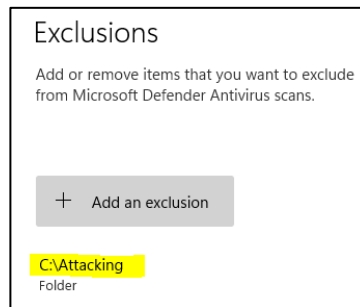 Exclusions
Add or remove items that you want to exclude
from Microsoft Defender Antivirus scans.
+ Add an exclusion
C:\Attacking
Folder